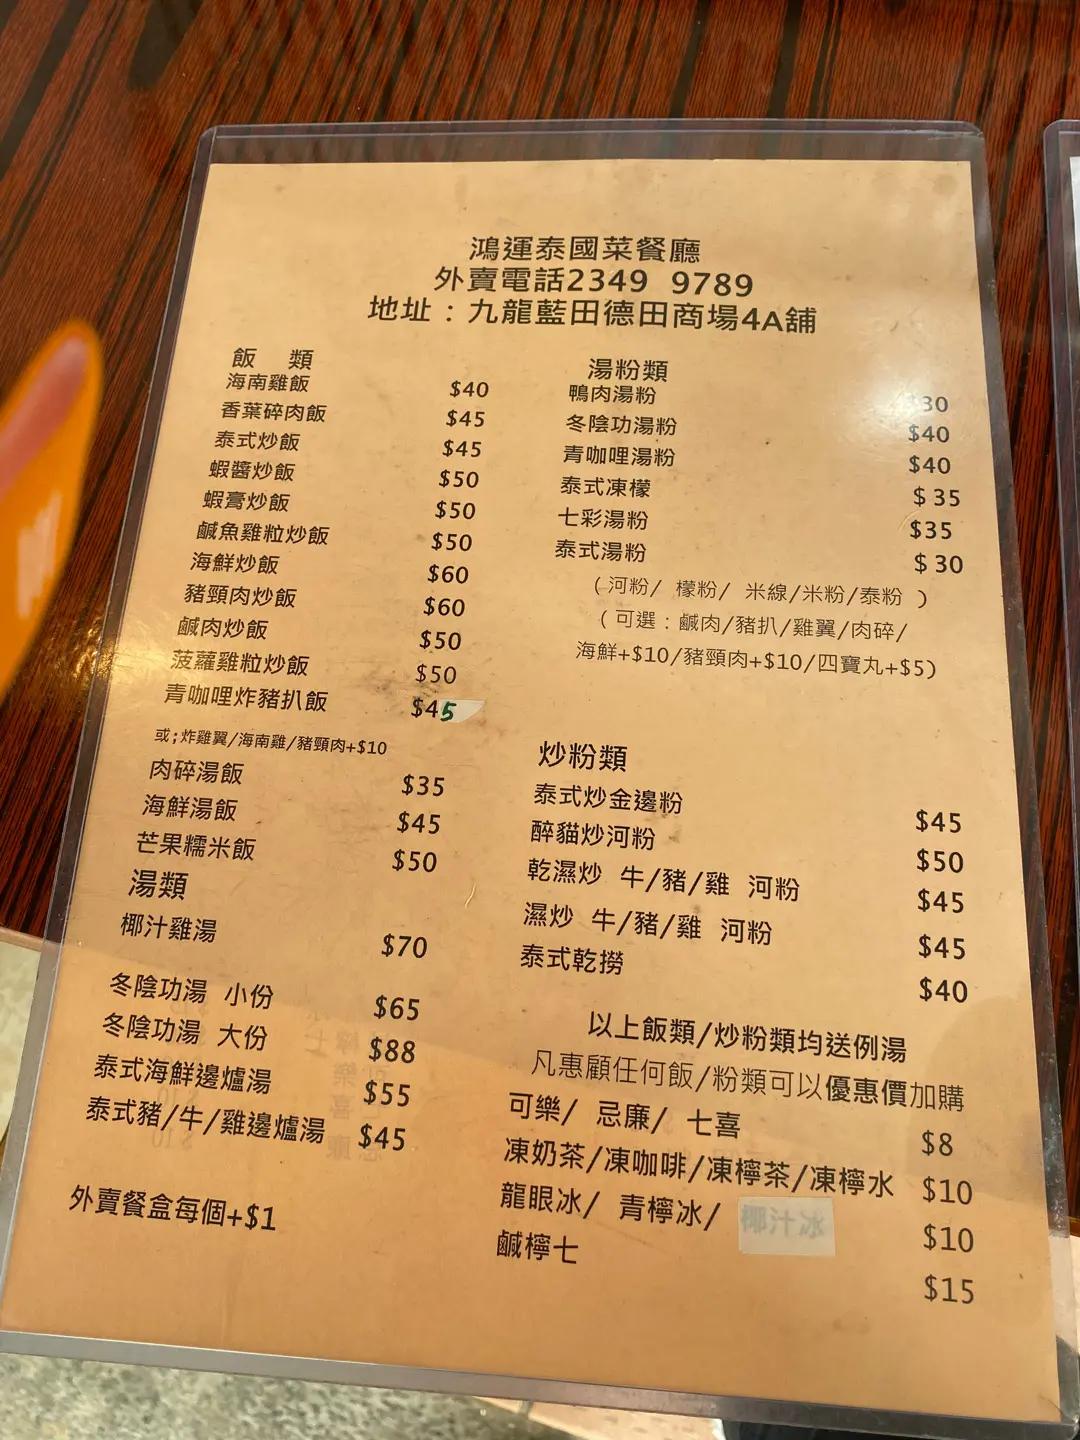 鴻運泰國菜餐廳
外賣電話2349 9789
地址：九龍藍田德田商場4A舖
飯 類
海南雞飯 $40
香葉碎肉飯 $45
泰式炒飯 $45
蝦醬炒飯 $50
蝦膏炒飯 $50
鹹魚雞粒炒飯 $50
海鮮炒飯 $60
豬頸肉炒飯 $60
鹹肉炒飯 $50
菠蘿雞粒炒飯 $50
青咖哩炸豬扒飯 $45
或;炸雞翼/海南雞/豬頸肉+$10
肉碎湯飯 $35
海鮮湯飯 $45
芒果糯米飯 $50
湯類
椰汁雞湯 $70
冬陰功湯 小份 $65
冬陰功湯 大份 $88
泰式海鮮邊爐湯 $55
泰式豬/牛/雞邊爐湯 $45
外賣餐盒每個+$1
湯粉類
鴨肉湯粉 $30
冬陰功湯粉 $40
青咖哩湯粉 $40
泰式凍檬 $35
七彩湯粉 $35
泰式湯粉 $30
（河粉/ 檬粉/ 米線/米粉/泰粉 ）
（可選：鹹肉/豬扒/雞翼/肉碎/
海鮮+$10/豬頸肉+$10/四寶丸+$5）
炒粉類
泰式炒金邊粉 $45
醉貓炒河粉 $50
乾濕炒 牛/豬/雞 河粉 $45
濕炒 牛/豬/雞 河粉 $45
泰式乾撈 $40
以上飯類/炒粉類均送例湯
凡惠顧任何飯/粉類可以優惠價加購
可樂/ 忌廉/ 七喜 $8
凍奶茶/凍咖啡/凍檸茶/凍檸水 $10
龍眼冰/ 青檸冰/ 椰汁冰 $10
鹹檸七 $15